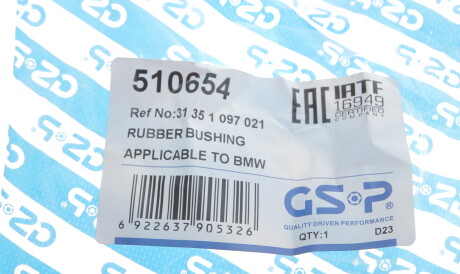 510654
Ref No:31 35 1 097 021
RUBBER BUSHING
APPLICABLE TO BMW
6 922637 905326
EAC
IATF
16949
CERTIFIED
COMPANY
GSP
QUALITY DRIVEN PERFORMANCE
QTY:1 D23